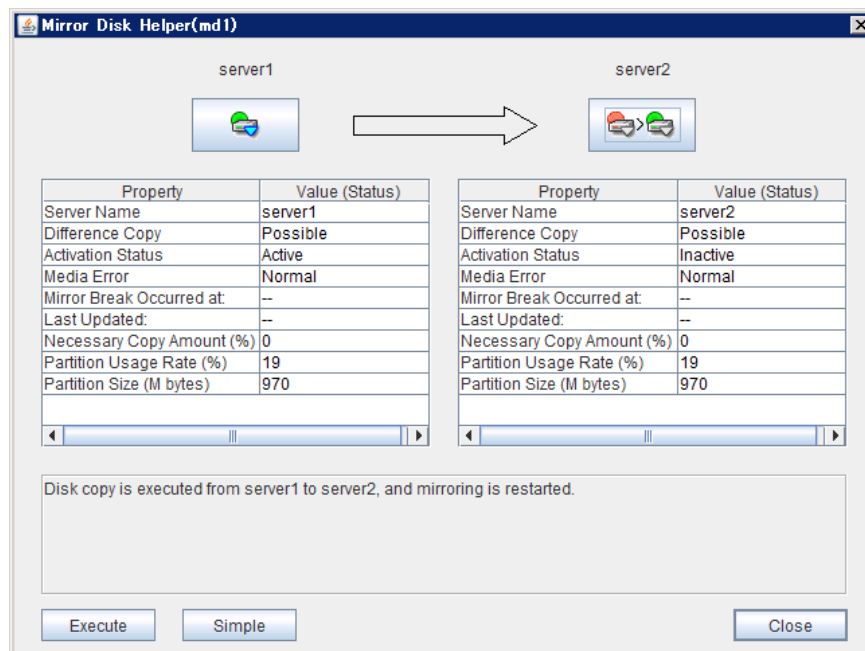 Mirror Disk Helper(md1)
server1 server2
Property Value (Status) Property Value (Status)
Server Name server1 Server Name server2
Difference Copy Possible Difference Copy Possible
Activation Status Active Activation Status Inactive
Media Error Normal Media Error Normal
Mirror Break Occurred at: -- Mirror Break Occurred at: --
Last Updated: -- Last Updated: --
Necessary Copy Amount (%) 0 Necessary Copy Amount (%) 0
Partition Usage Rate (%) 19 Partition Usage Rate (%) 19
Partition Size (M bytes) 970 Partition Size (M bytes) 970
Disk copy is executed from server1 to server2, and mirroring is restarted.
Execute Simple Close